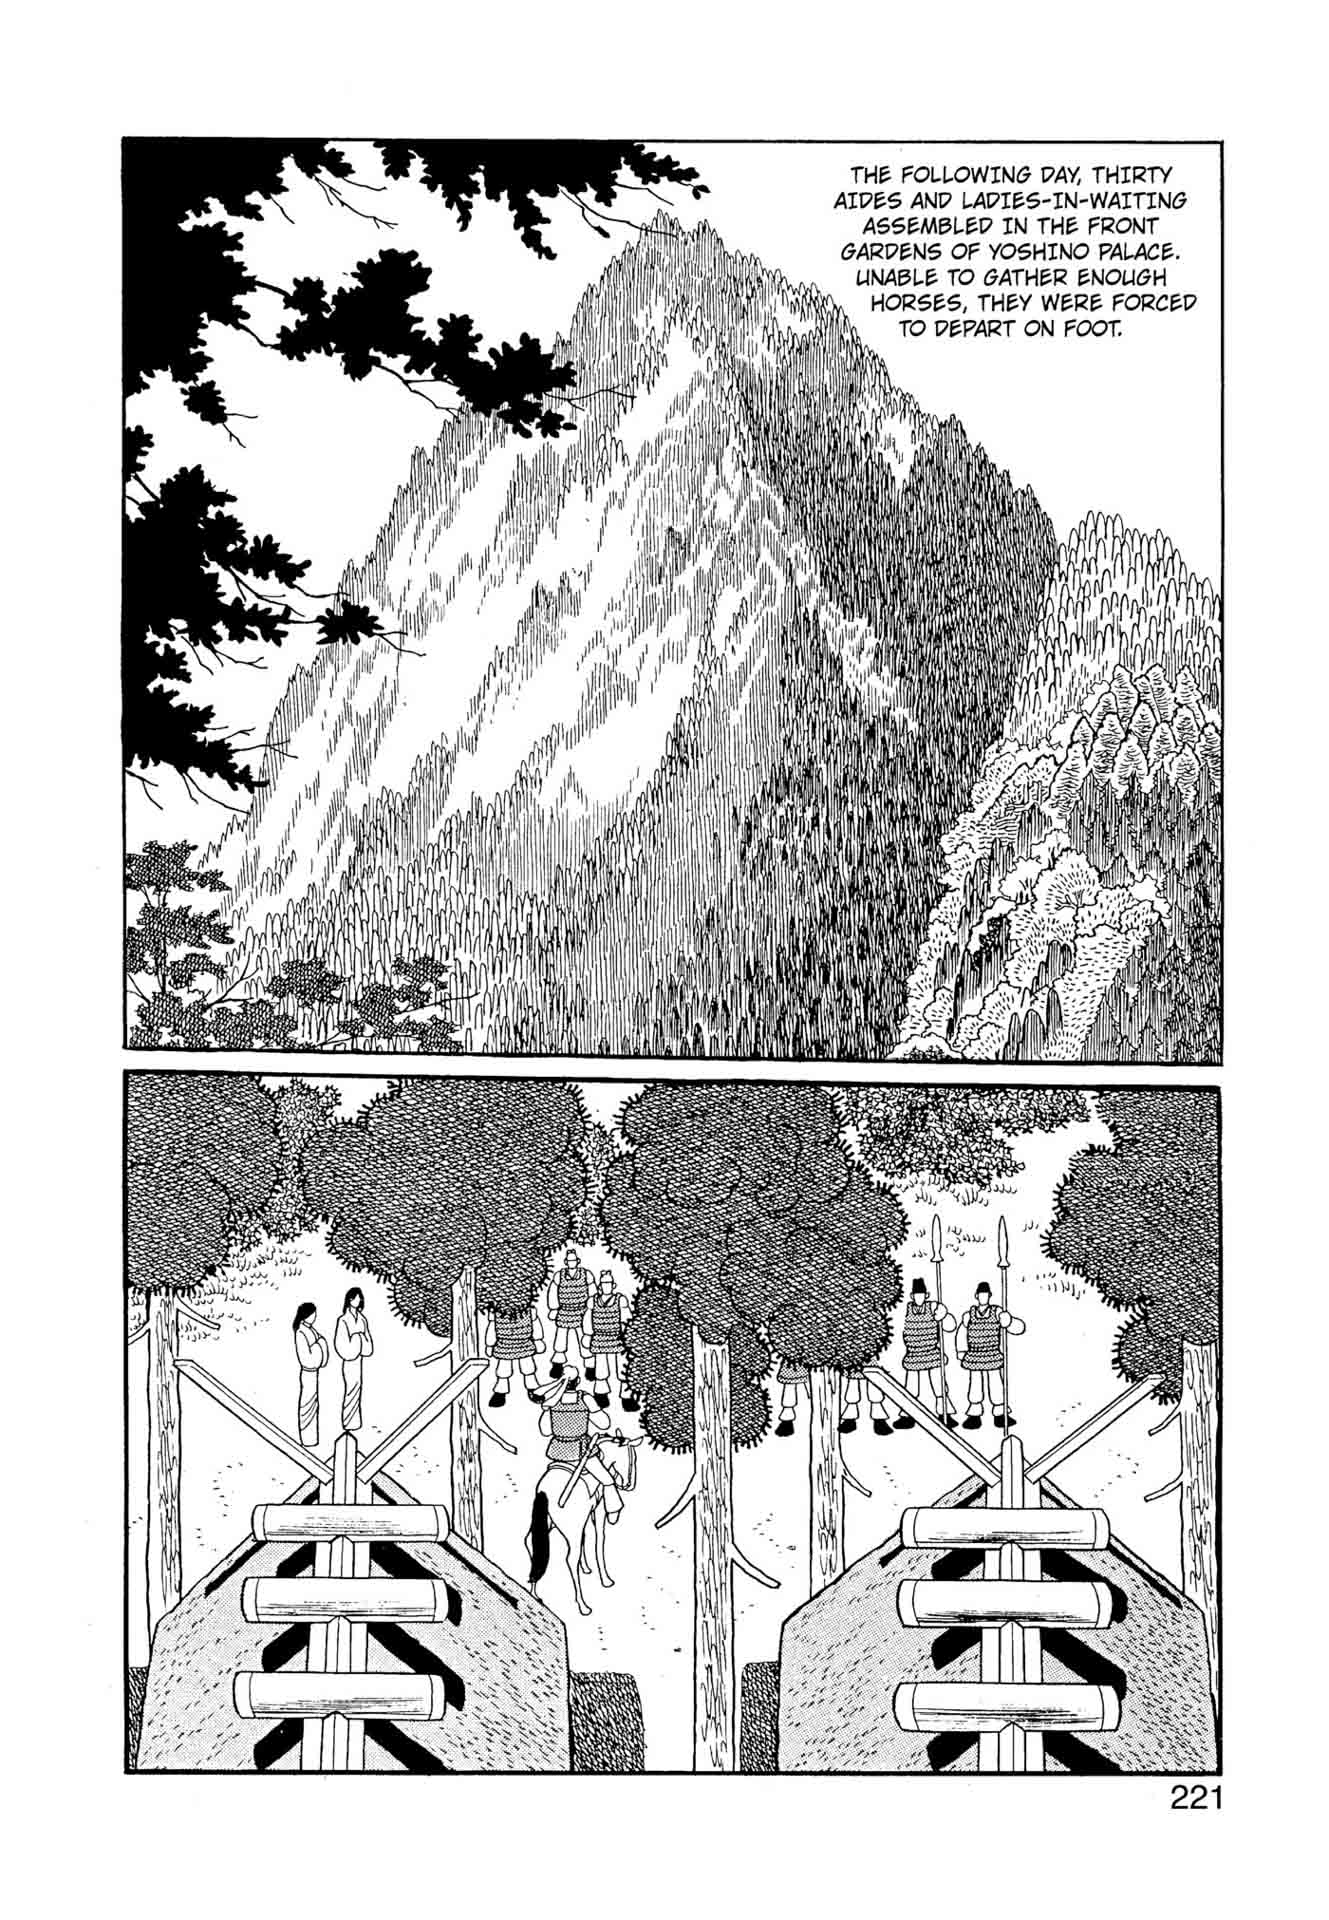 THE FOLLOWING DAY, THIRTY
AIDES AND LADIES-IN-WAITING
ASSEMBLED IN THE FRONT
GARDENS OF YOSHINO PALACE.
UNABLE TO GATHER ENOUGH
HORSES, THEY WERE FORCED
TO DEPART ON FOOT.
221